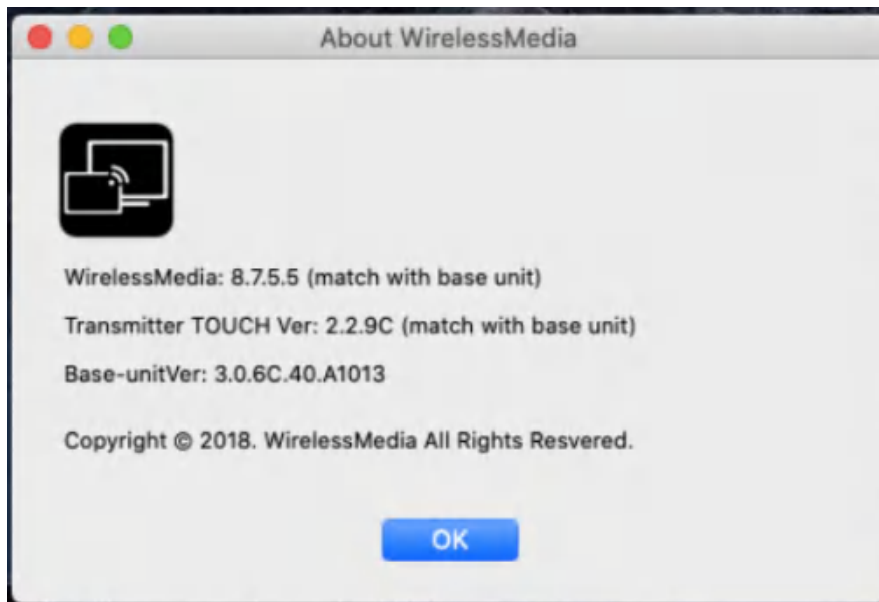 About WirelessMedia
WirelessMedia: 8.7.5.5 (match with base unit)
Transmitter TOUCH Ver: 2.2.9C (match with base unit)
Base-unitVer: 3.0.6C.40.A1013
Copyright © 2018. WirelessMedia All Rights Resvered.
OK